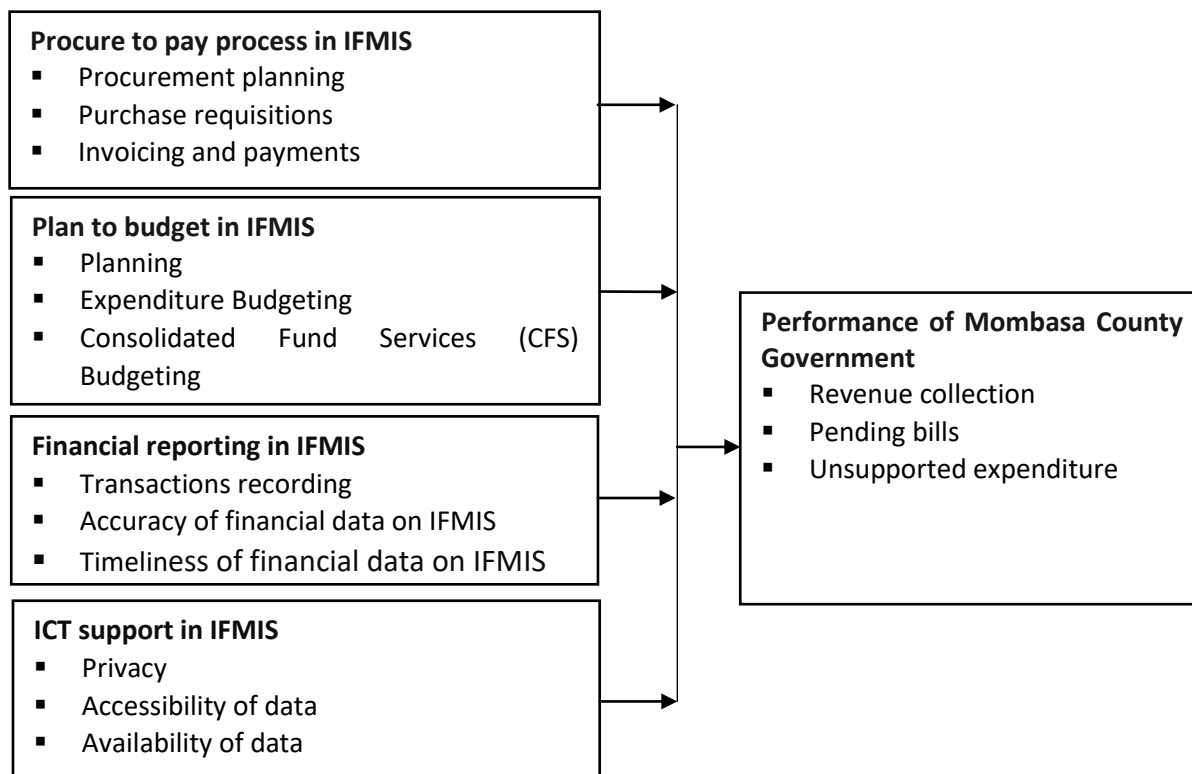 Procure to pay process in IFMIS
▪ Procurement planning
▪ Purchase requisitions
▪ Invoicing and payments
Plan to budget in IFMIS
▪ Planning
▪ Expenditure Budgeting
▪ Consolidated Fund Services (CFS)
Budgeting
Financial reporting in IFMIS
▪ Transactions recording
▪ Accuracy of financial data on IFMIS
▪ Timeliness of financial data on IFMIS
ICT support in IFMIS
▪ Privacy
▪ Accessibility of data
▪ Availability of data
Performance of Mombasa County
Government
▪ Revenue collection
▪ Pending bills
▪ Unsupported expenditure